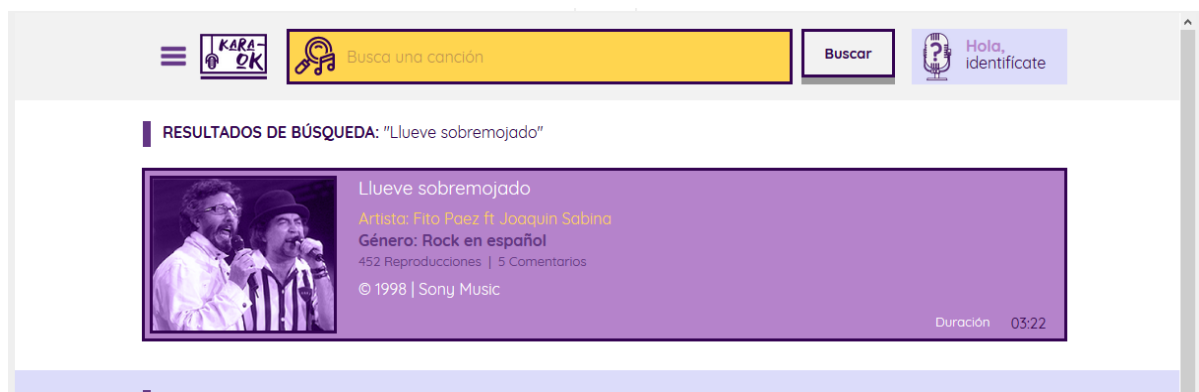 KARA-
OK
Busca una canción
Buscar
Hola,
identifícate
RESULTADOS DE BÚSQUEDA: "Llueve sobremojado"
Llueve sobremojado
Artista: Fito Paez ft Joaquin Sabina
Género: Rock en español
452 Reproducciones | 5 Comentarios
© 1998 | Sony Music
Duración 03:22